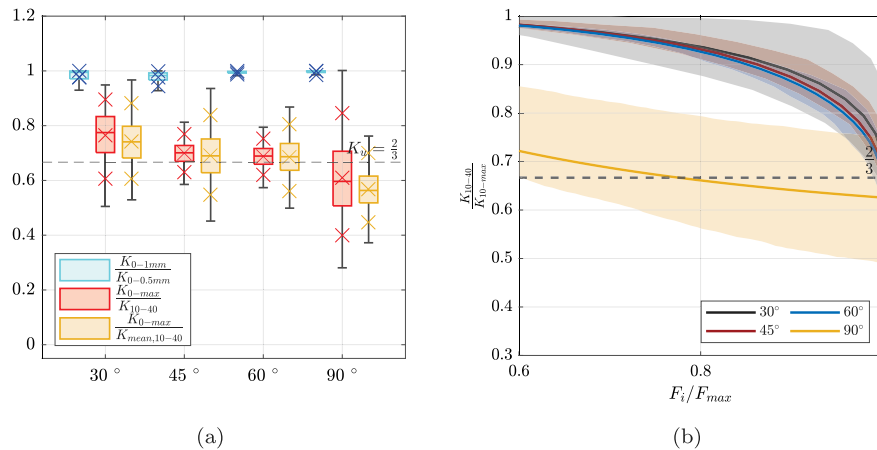 1.2
1
0.8
0.6
0.4
0.2
0
K_u = 2/3
K_{0-1mm} / K_{0-0.5mm}
K_{0-max} / K_{10-40}
K_{0-max} / K_{mean,10-40}
30 ° 45 ° 60 ° 90 °
(a)
1
0.9
0.8
0.7
0.6
0.5
0.4
0.3
K_{10-40} / K_{10-max}
2/3
30° 60°
45° 90°
0.6 0.8
F_i/F_{max}
(b)